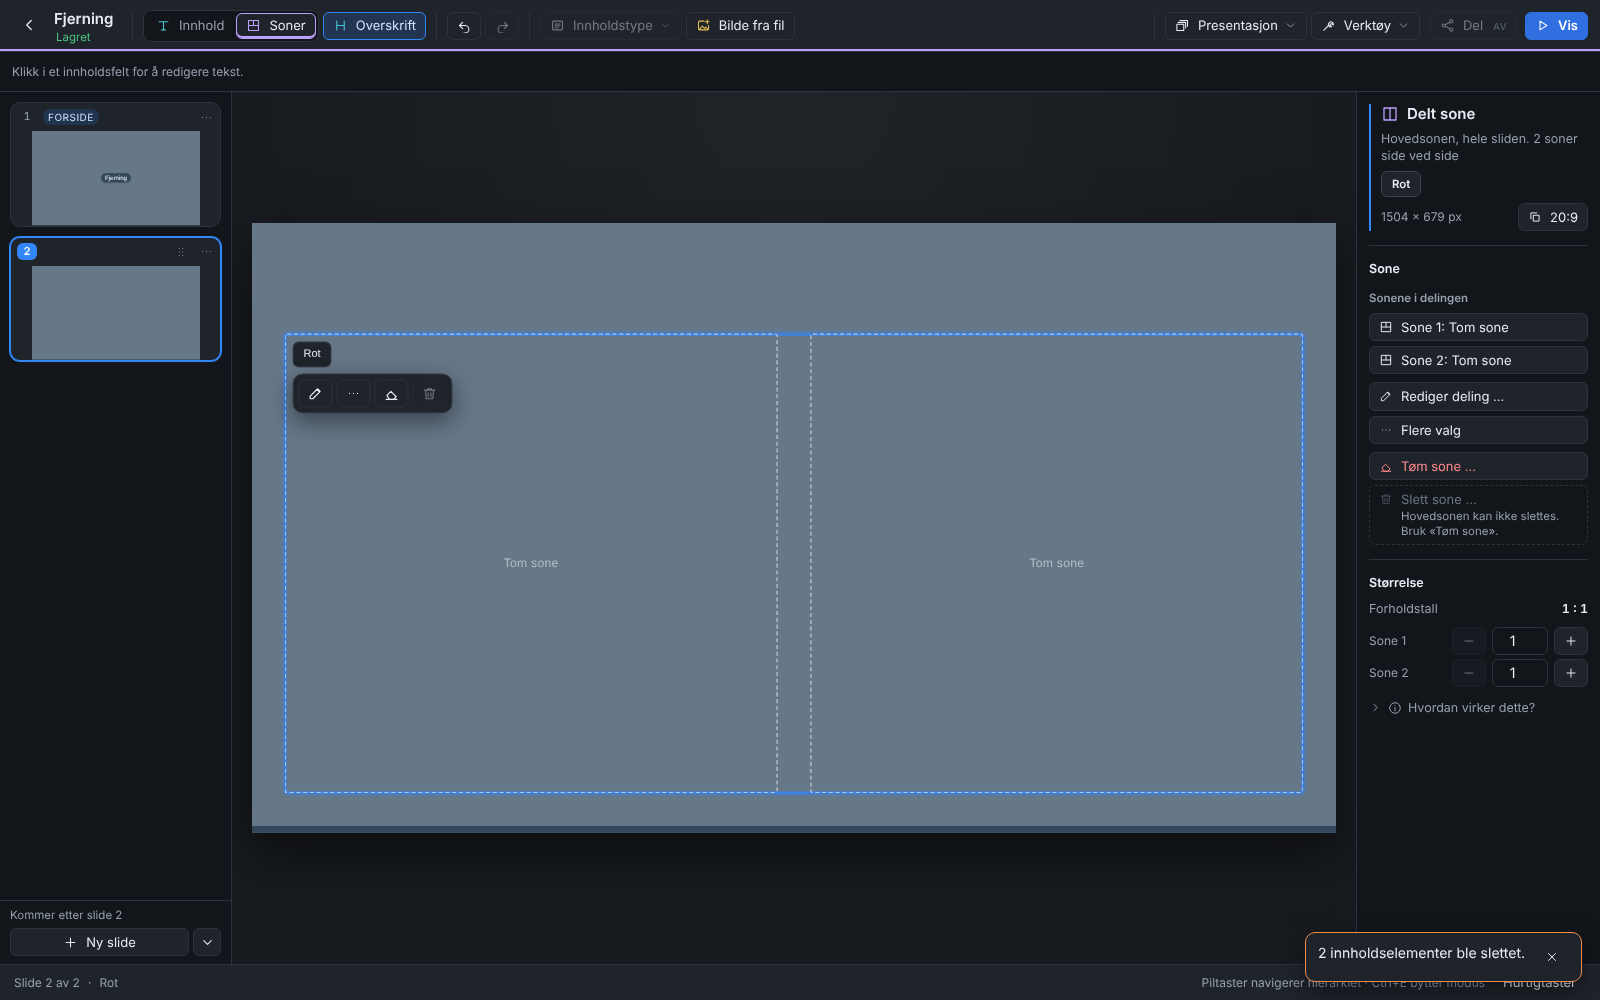 Fjerning
Lagret
Innhold
Soner
Overskrift
Innholdstype
Bilde fra fil
Presentasjon
Verktøy
Del AV
Vis
Klikk i et innholdsfelt for å redigere tekst.
1 FORSIDE
Fjerning
2
Kommer etter slide 2
Ny slide
Rot
Tom sone
Tom sone
Delt sone
Hovedsonen, hele sliden. 2 soner
side ved side
Rot
1504 × 679 px
20:9
Sone
Sonene i delingen
Sone 1: Tom sone
Sone 2: Tom sone
Rediger deling ...
Flere valg
Tøm sone ...
Slett sone ...
Hovedsonen kan ikke slettes.
Bruk «Tøm sone».
Størrelse
Forholdstall 1 : 1
Sone 1 − 1 +
Sone 2 − 1 +
Hvordan virker dette?
2 innholdselementer ble slettet.
Slide 2 av 2 · Rot
Piltaster navigerer hierarkiet · Ctrl+E bytter modus Hurtigtaster